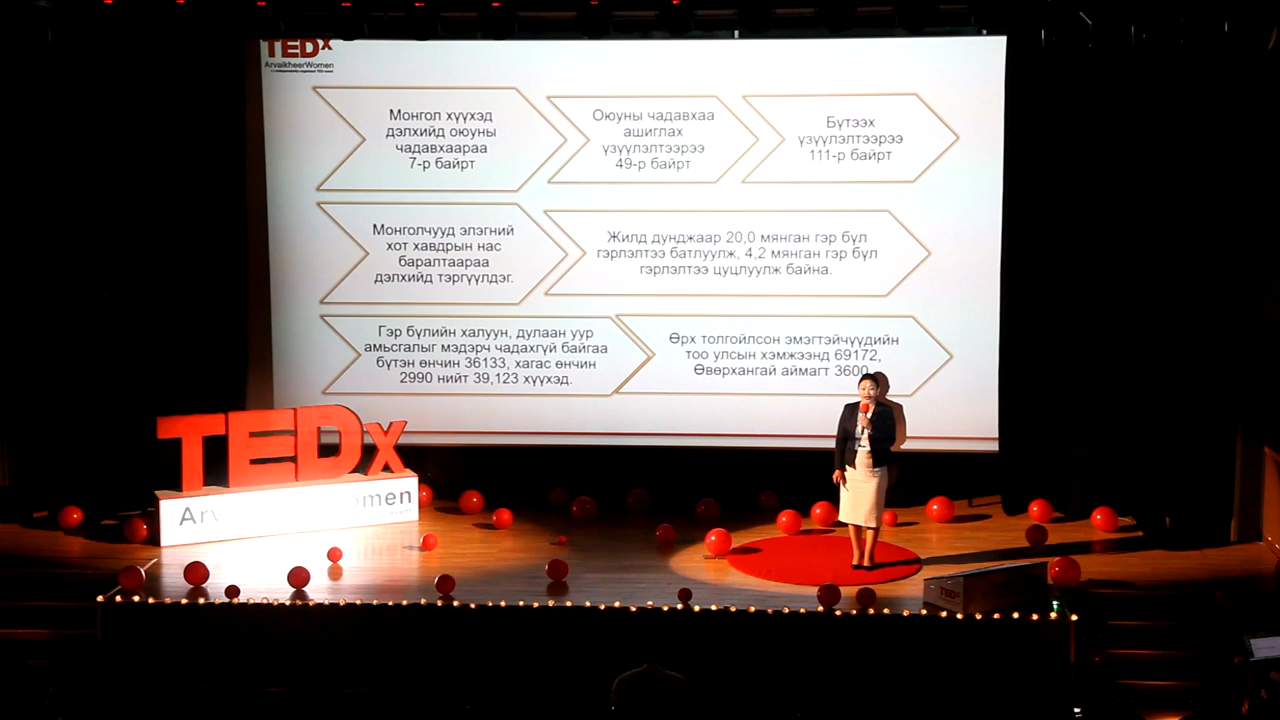 TEDx
ArvaikheerWomen
Монгол хүүхэд
дэлхийд оюуны
чадавхаараа
7-р байрт
Оюуны чадавхаа
ашиглах
үзүүлэлтээрээ
49-р байрт
Бүтээх
үзүүлэлтээрээ
111-р байрт
Монголчууд элэгний
хот хавдрын нас
баралтаараа
дэлхийд тэргүүлдэг.
Жилд дунджаар 20,0 мянган гэр бүл
гэрлэлтээ батлуулж, 4,2 мянган гэр бүл
гэрлэлтээ цуцлуулж байна.
Гэр бүлийн халуун, дулаан уур
амьсгалыг мэдэрч чадахгүй байгаа
бүтэн өнчин 36133, хагас өнчин
2990 нийт 39,123 хүүхэд.
Өрх толгойлсон эмэгтэйчүүдийн
тоо улсын хэмжээнд 69172,
Өвөрхангай аймагт 3600
TEDx
Ar omen
TEDx